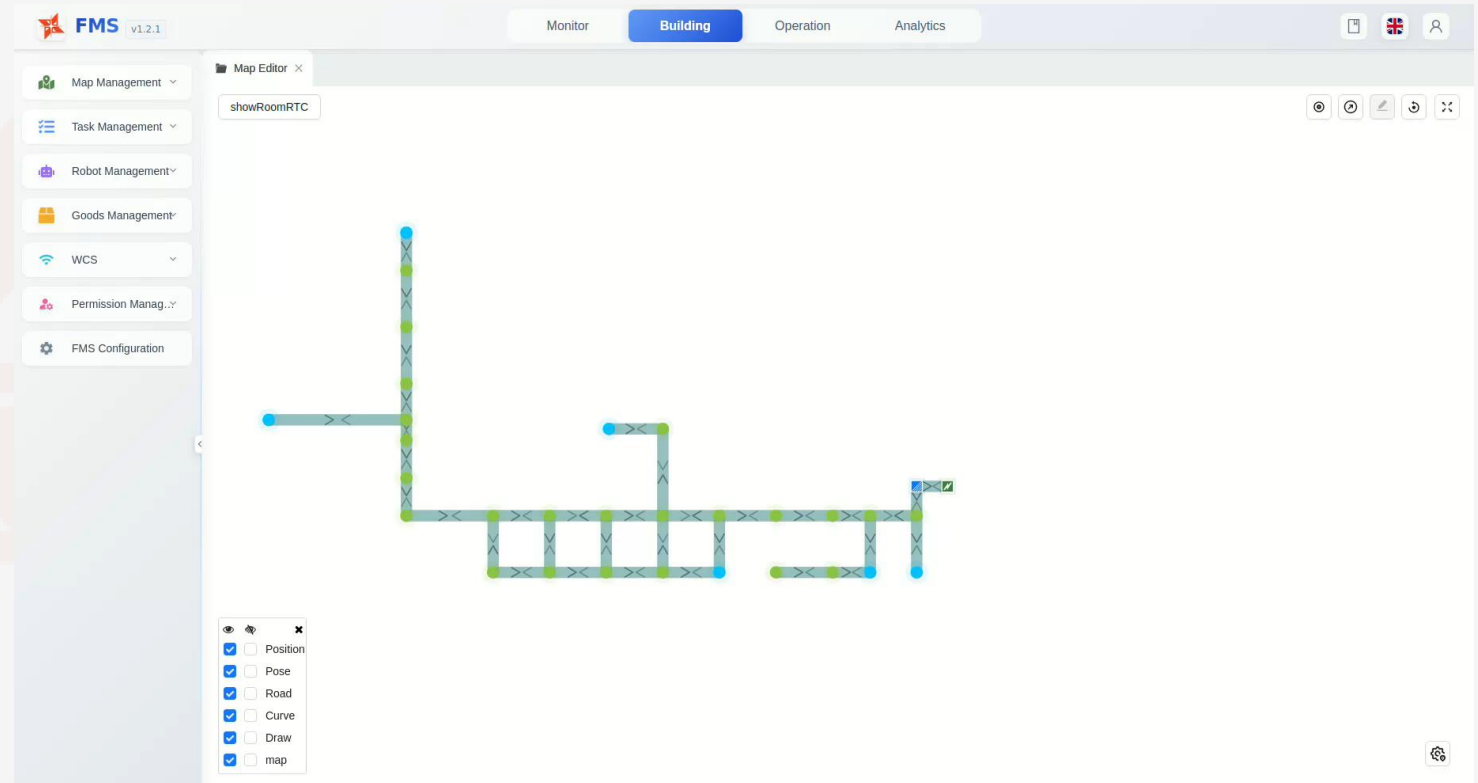 FMS v1.2.1
Monitor
Building
Operation
Analytics
Map Management
Task Management
Robot Management
Goods Management
WCS
Permission Manag...
FMS Configuration
Map Editor
showRoomRTC
Position
Pose
Road
Curve
Draw
map